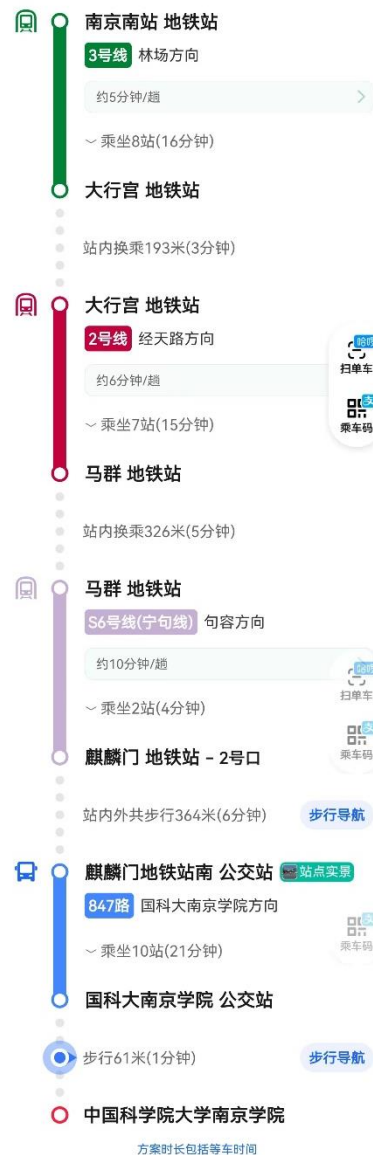 南京南站 地铁站
3号线 林场方向
约5分钟/趟
乘坐8站(16分钟)
大行宫 地铁站
站内换乘193米(3分钟)
大行宫 地铁站
2号线 经天路方向
扫单车
约6分钟/趟
乘坐7站(15分钟)
乘车码
马群 地铁站
站内换乘326米(5分钟)
马群 地铁站
S6号线(宁句线) 句容方向
约10分钟/趟
扫单车
乘坐2站(4分钟)
麒麟门 地铁站 - 2号口
乘车码
站内外共步行364米(6分钟) 步行导航
麒麟门地铁站南 公交站 站点实景
847路 国科大南京学院方向
乘坐10站(21分钟)
乘车码
国科大南京学院 公交站
步行61米(1分钟) 步行导航
中国科学院大学南京学院
方案时长包括等车时间